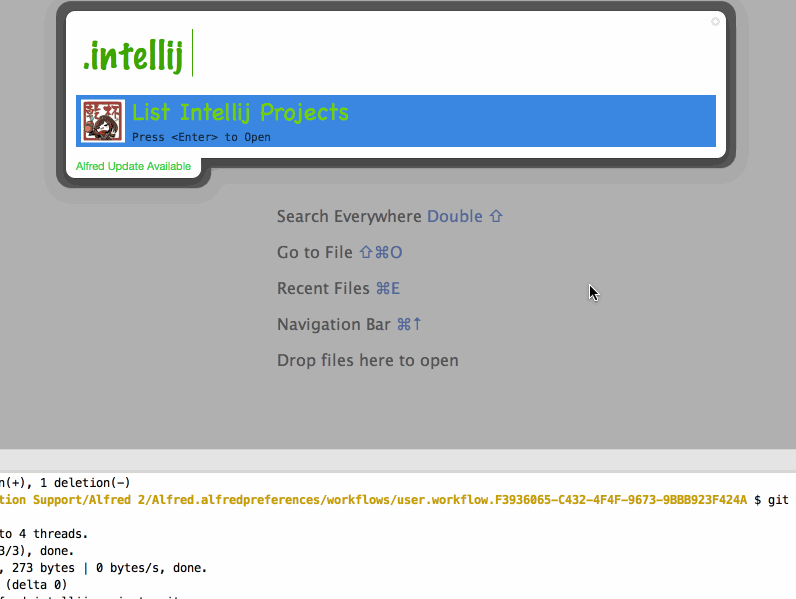 .intellij
List Intellij Projects
Press <Enter> to Open
Alfred Update Available
Search Everywhere Double ⇧
Go to File ⇧⌘O
Recent Files ⌘E
Navigation Bar ⌘↑
Drop files here to open
n(+), 1 deletion(-)
tion Support/Alfred 2/Alfred.alfredpreferences/workflows/user.workflow.F3936065-C432-4F4F-9673-9BBB923F424A $ git
to 4 threads.
3/3), done.
, 273 bytes | 0 bytes/s, done.
(delta 0)